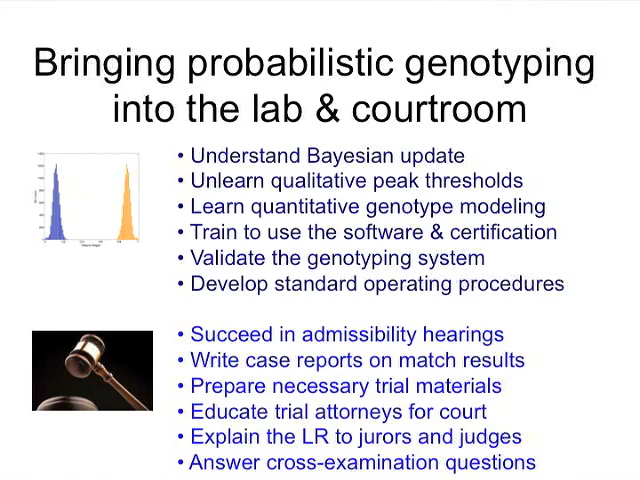 Bringing probabilistic genotyping
into the lab & courtroom
• Understand Bayesian update
• Unlearn qualitative peak thresholds
• Learn quantitative genotype modeling
• Train to use the software & certification
• Validate the genotyping system
• Develop standard operating procedures
• Succeed in admissibility hearings
• Write case reports on match results
• Prepare necessary trial materials
• Educate trial attorneys for court
• Explain the LR to jurors and judges
• Answer cross-examination questions